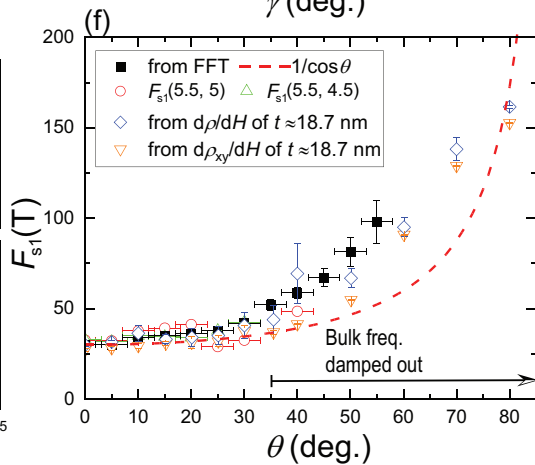 γ (deg.)
(f)
200
from FFT 1/cosθ
F_s1(5.5, 5) F_s1(5.5, 4.5)
from dρ/dH of t ≈18.7 nm
from dρ_xy/dH of t ≈18.7 nm
150
100
50
0
F_s1(T)
Bulk freq.
damped out
0 10 20 30 40 50 60 70 80
5
θ (deg.)